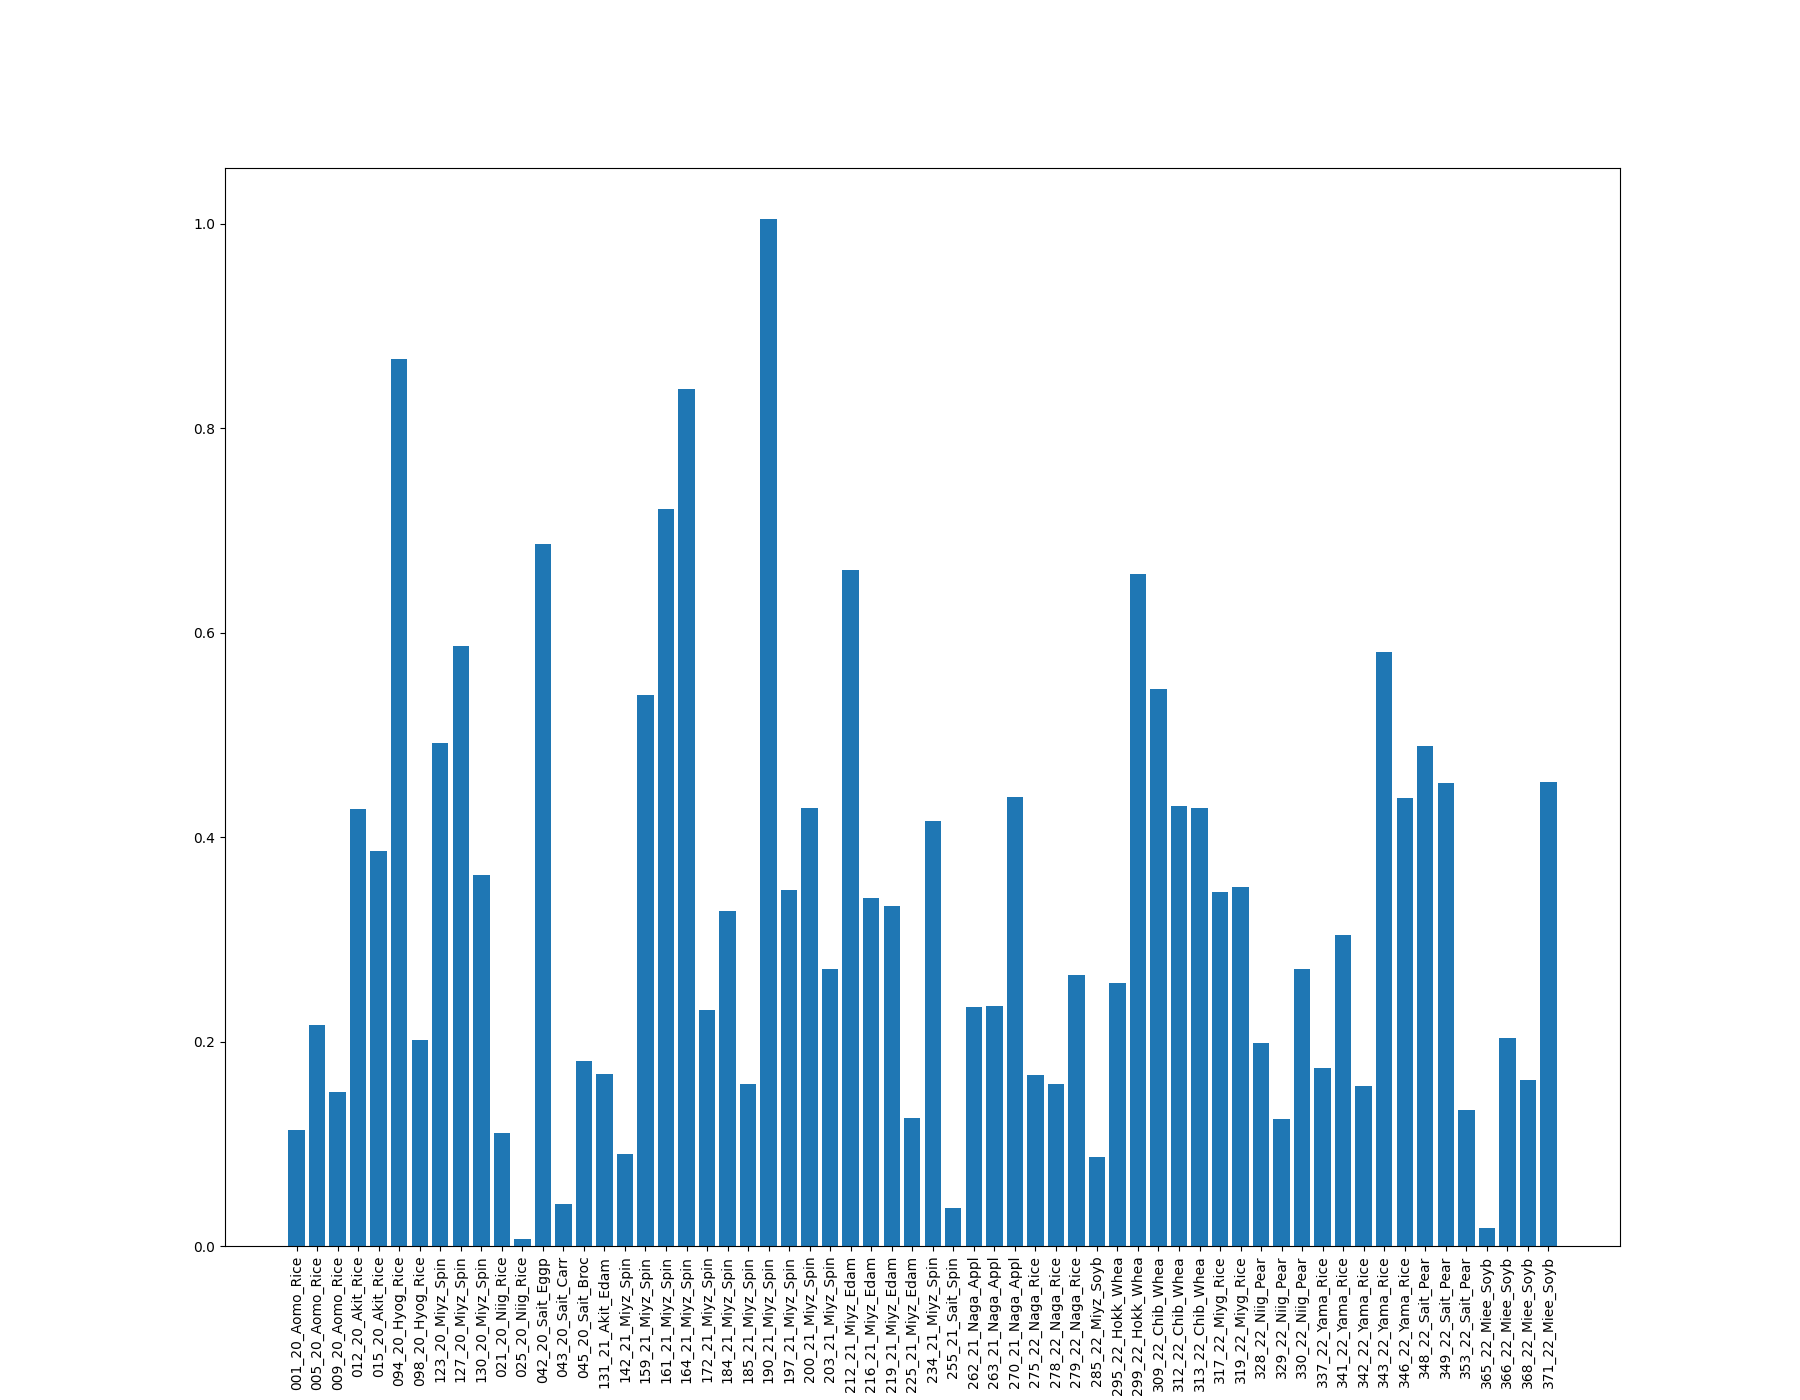 1.0
0.8
0.6
0.4
0.2
0.0
001_20_Aomo_Rice
005_20_Aomo_Rice
009_20_Aomo_Rice
012_20_Akit_Rice
015_20_Akit_Rice
094_20_Hyog_Rice
098_20_Hyog_Rice
123_20_Miyz_Spin
127_20_Miyz_Spin
130_20_Miyz_Spin
021_20_Niig_Rice
025_20_Niig_Rice
042_20_Sait_Eggp
043_20_Sait_Carr
045_20_Sait_Broc
131_21_Akit_Edam
142_21_Miyz_Spin
159_21_Miyz_Spin
161_21_Miyz_Spin
164_21_Miyz_Spin
172_21_Miyz_Spin
184_21_Miyz_Spin
185_21_Miyz_Spin
190_21_Miyz_Spin
197_21_Miyz_Spin
200_21_Miyz_Spin
203_21_Miyz_Spin
212_21_Miyz_Edam
216_21_Miyz_Edam
219_21_Miyz_Edam
225_21_Miyz_Edam
234_21_Miyz_Spin
255_21_Sait_Spin
262_21_Naga_Appl
263_21_Naga_Appl
270_21_Naga_Appl
275_22_Naga_Rice
278_22_Naga_Rice
279_22_Naga_Rice
285_22_Miyz_Soyb
295_22_Hokk_Whea
299_22_Hokk_Whea
309_22_Chib_Whea
312_22_Chib_Whea
313_22_Chib_Whea
317_22_Miyg_Rice
319_22_Miyg_Rice
328_22_Niig_Pear
329_22_Niig_Pear
330_22_Niig_Pear
337_22_Yama_Rice
341_22_Yama_Rice
342_22_Yama_Rice
343_22_Yama_Rice
346_22_Yama_Rice
348_22_Sait_Pear
349_22_Sait_Pear
353_22_Sait_Pear
365_22_Miee_Soyb
366_22_Miee_Soyb
368_22_Miee_Soyb
371_22_Miee_Soyb